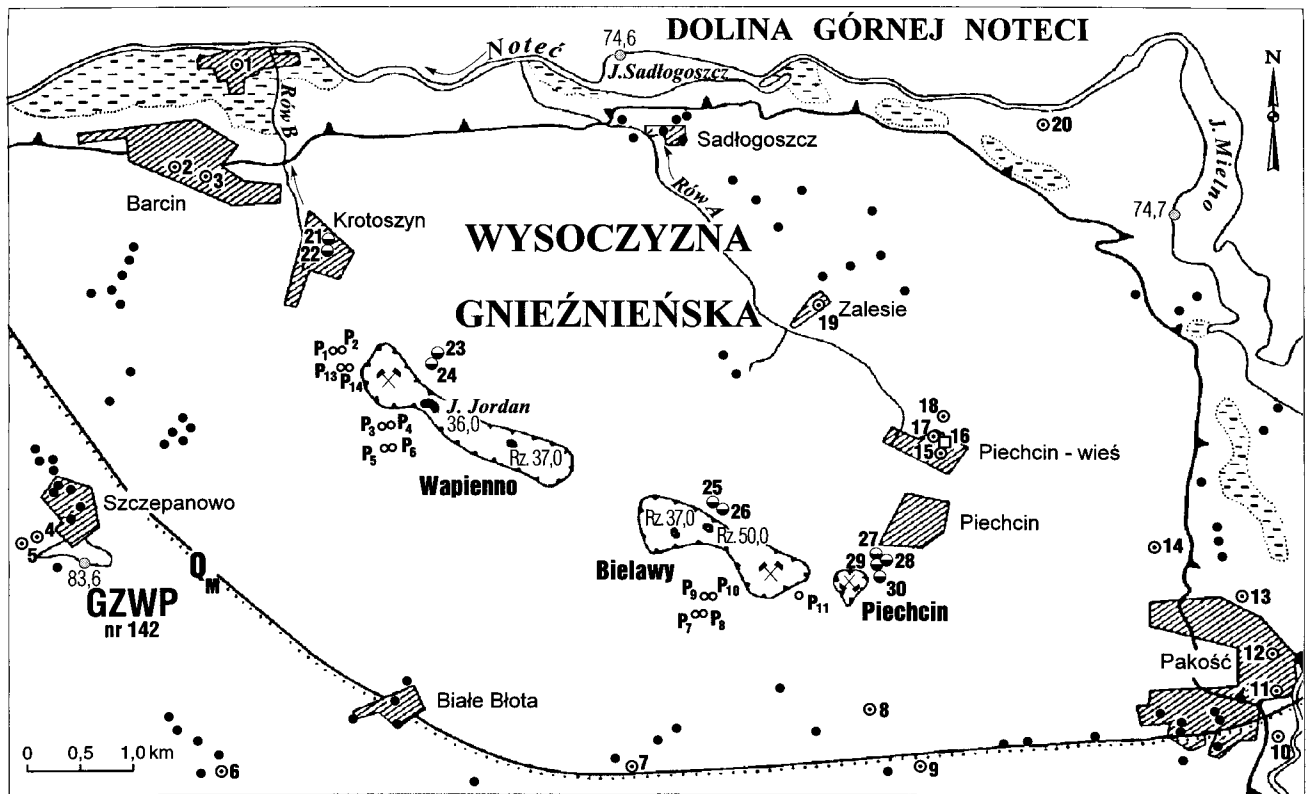 DOLINA GÓRNEJ NOTECI
Noteć
74,6
J.Sadłogoszcz
N
1
Rów B
20
J. Mielno
Sadłogoszcz
2
3
Barcin
Rów A
74,7
Krotoszyn
21
22
WYSOCZYZNA
GNIEŹNIEŃSKA
Zalesie
19
P1
P2
23
24
P13
P14
J. Jordan
36,0
P3
P4
P5
P6
Rz. 37,0
Wapienno
18
17
16
15
Piechcin - wieś
Szczepanowo
4
5
83,6
GZWP
nr 142
QM
25
26
Rz. 37,0
Rz. 50,0
Bielawy
Piechcin
27
28
29
30
14
P9
P10
P11
P7
P8
Piechcin
13
12
Pakość
11
10
Białe Błota
8
0 0,5 1,0 km
6
7
9